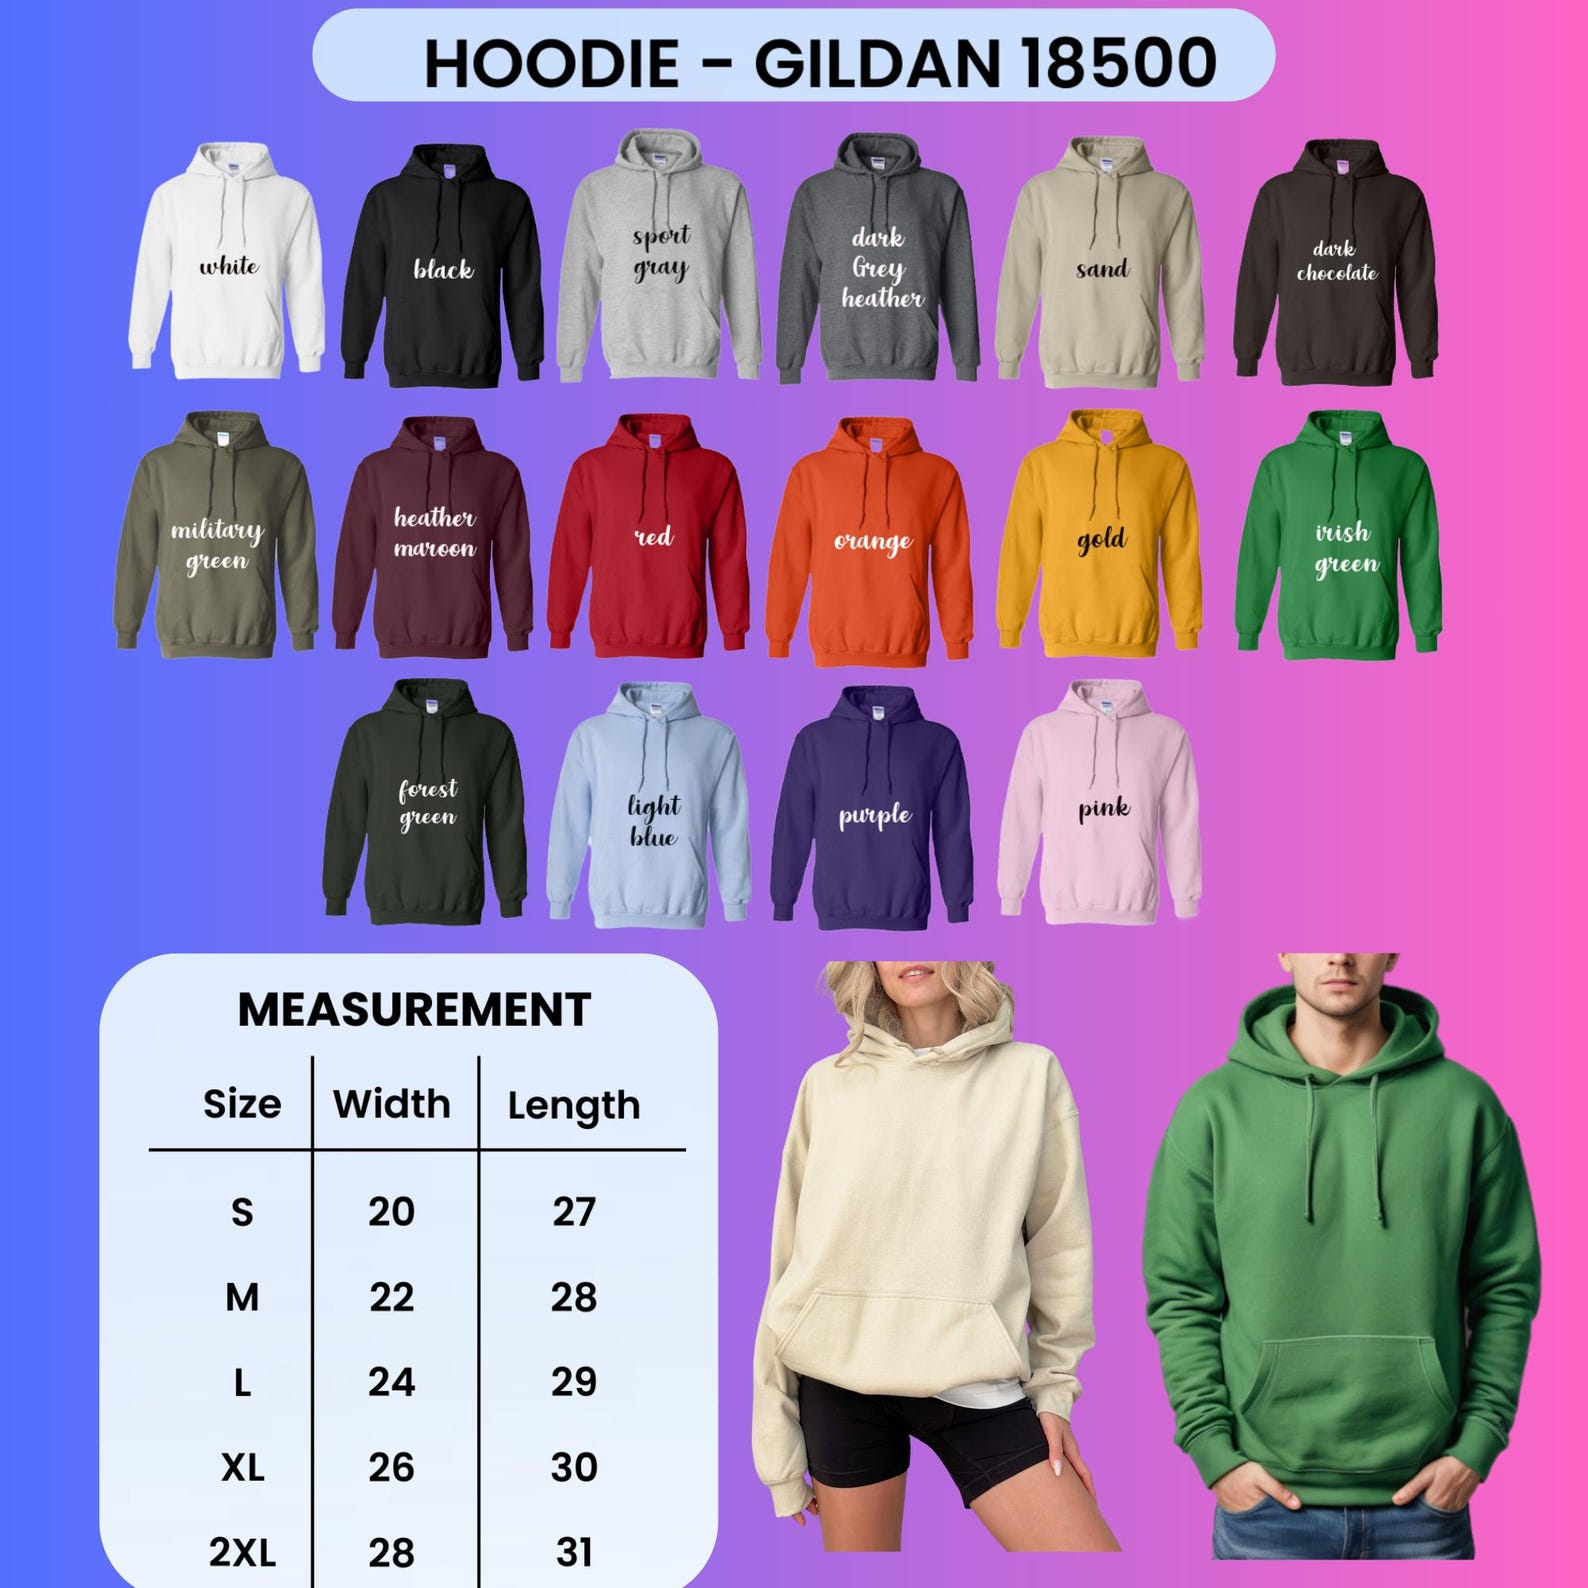 HOODIE - GILDAN 18500
white
black
sport
gray
dark
Grey
heather
sand
dark
chocolate
military
green
heather
maroon
red
orange
gold
irish
green
forest
green
light
blue
purple
pink
MEASUREMENT
Size Width Length
S 20 27
M 22 28
L 24 29
XL 26 30
2XL 28 31